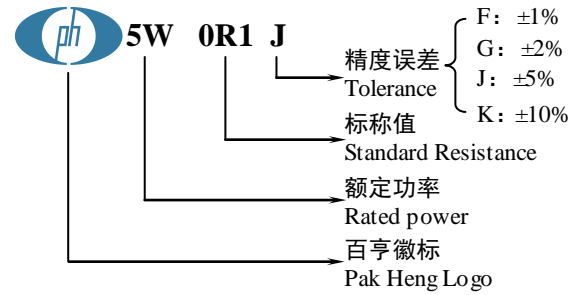 ph 5W 0R1 J
精度误差
Tolerance
F：±1%
G：±2%
J：±5%
K：±10%
标称值
Standard Resistance
额定功率
Rated power
百亨徽标
Pak Heng Logo